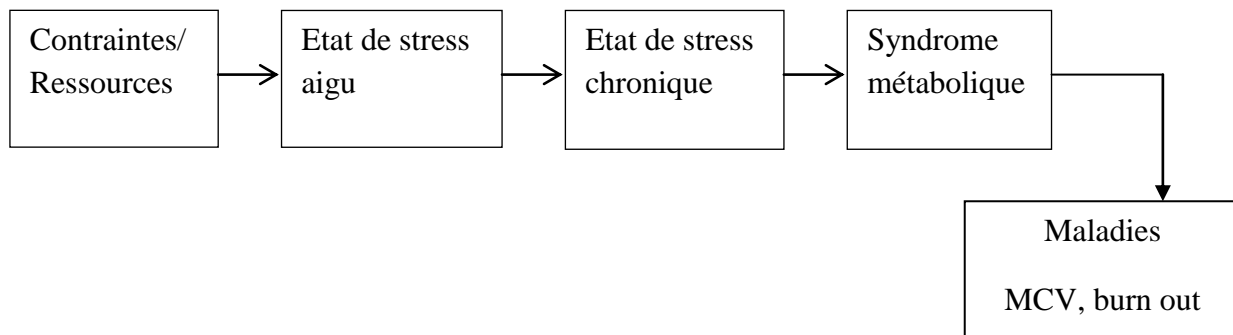 Contraintes/
Ressources
Etat de stress
aigu
Etat de stress
chronique
Syndrome
métabolique
Maladies
MCV, burn out